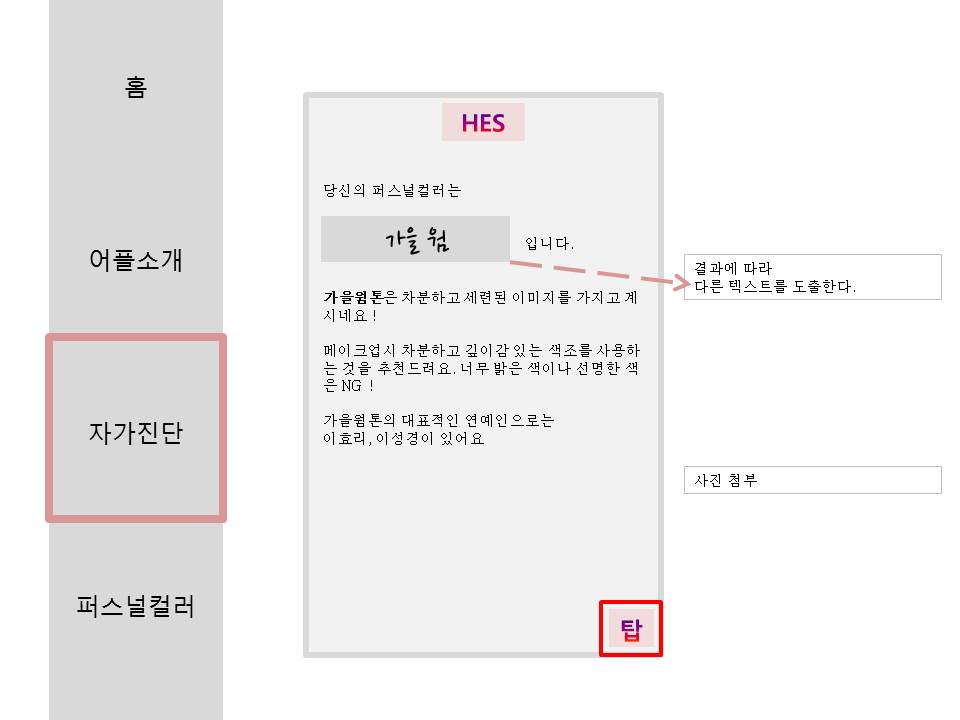 홈
어플소개
자가진단
퍼스널컬러
HES
당신의 퍼스널컬러는
가을 웜
입니다.
가을웜톤은 차분하고 세련된 이미지를 가지고 계
시네요 !
메이크업시 차분하고 깊이감 있는 색조를 사용하
는 것을 추천드려요. 너무 밝은 색이나 선명한 색
은 NG !
가을웜톤의 대표적인 연예인으로는
이효리, 이성경이 있어요
탑
결과에 따라
다른 텍스트를 도출한다.
사진 첨부